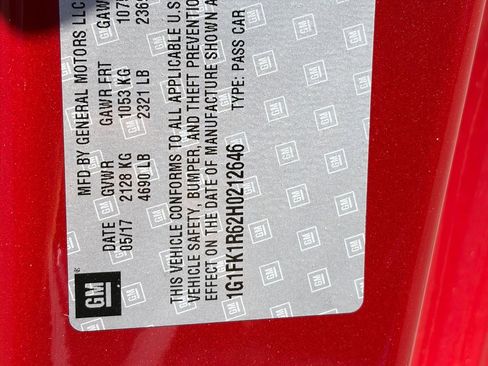 MFD BY GENERAL MOTORS LLC
DATE GVWR GAWR FRT
05/17 2128 KG 1053 KG
4690 LB 2321 LB
THIS VEHICLE CONFORMS TO ALL APPLICABLE U.S
VEHICLE SAFETY, BUMPER, AND THEFT PREVENTION
EFFECT ON THE DATE OF MANUFACTURE SHOWN
1G1FK1R62H0212646 TYPE: PASS CAR
GM